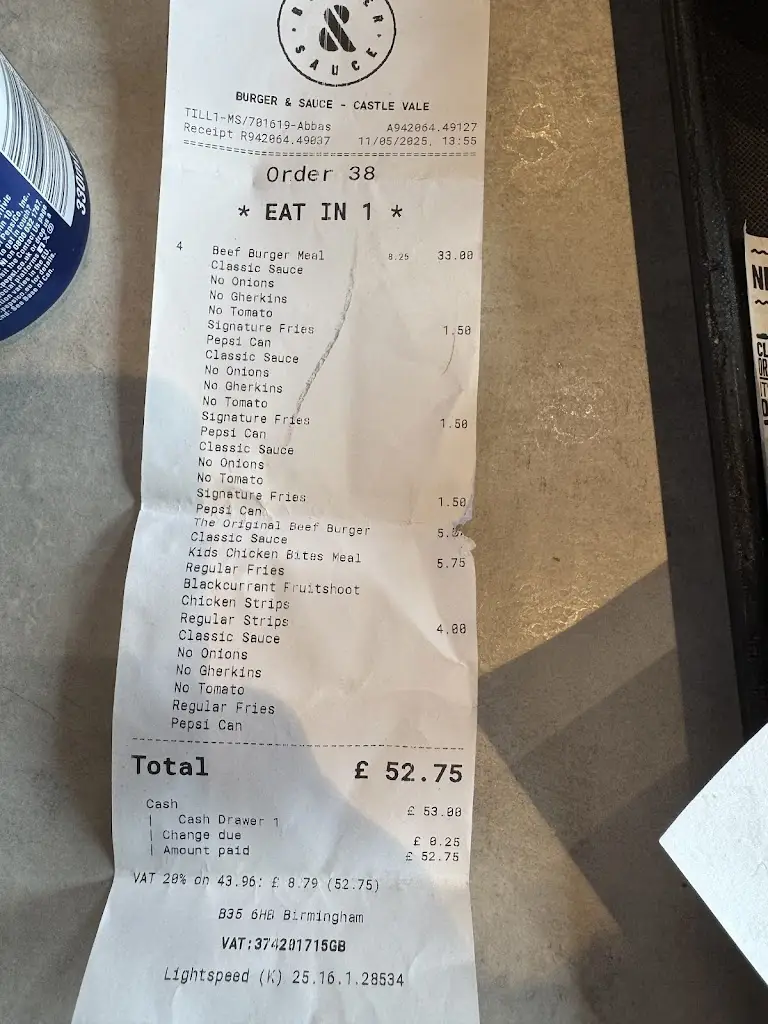 SAUCE
BURGER & SAUCE - CASTLE VALE
TILL1-MS/701619-Abbas A942064.49127
Receipt R942064.49037 11/05/2025, 13:55
Order 38
* EAT IN 1 *
4 Beef Burger Meal 8.25 33.00
Classic Sauce
No Onions
No Gherkins
No Tomato
Signature Fries 1.50
Pepsi Can
Classic Sauce
No Onions
No Gherkins
No Tomato
Signature Fries 1.50
Pepsi Can
Classic Sauce
No Onions
No Tomato
Signature Fries 1.50
Pepsi Can
The Original Beef Burger
Classic Sauce
Kids Chicken Bites Meal 5.75
Regular Fries
Blackcurrant Fruitshoot
Chicken Strips
Regular Strips 4.00
Classic Sauce
No Onions
No Gherkins
No Tomato
Regular Fries
Pepsi Can
Total £ 52.75
Cash £ 53.00
| Cash Drawer 1
| Change due £ 0.25
| Amount paid £ 52.75
VAT 20% on 43.96: £ 8.79 (52.75)
B35 6HB Birmingham
VAT:374201715GB
Lightspeed (K) 25.16.1.28534